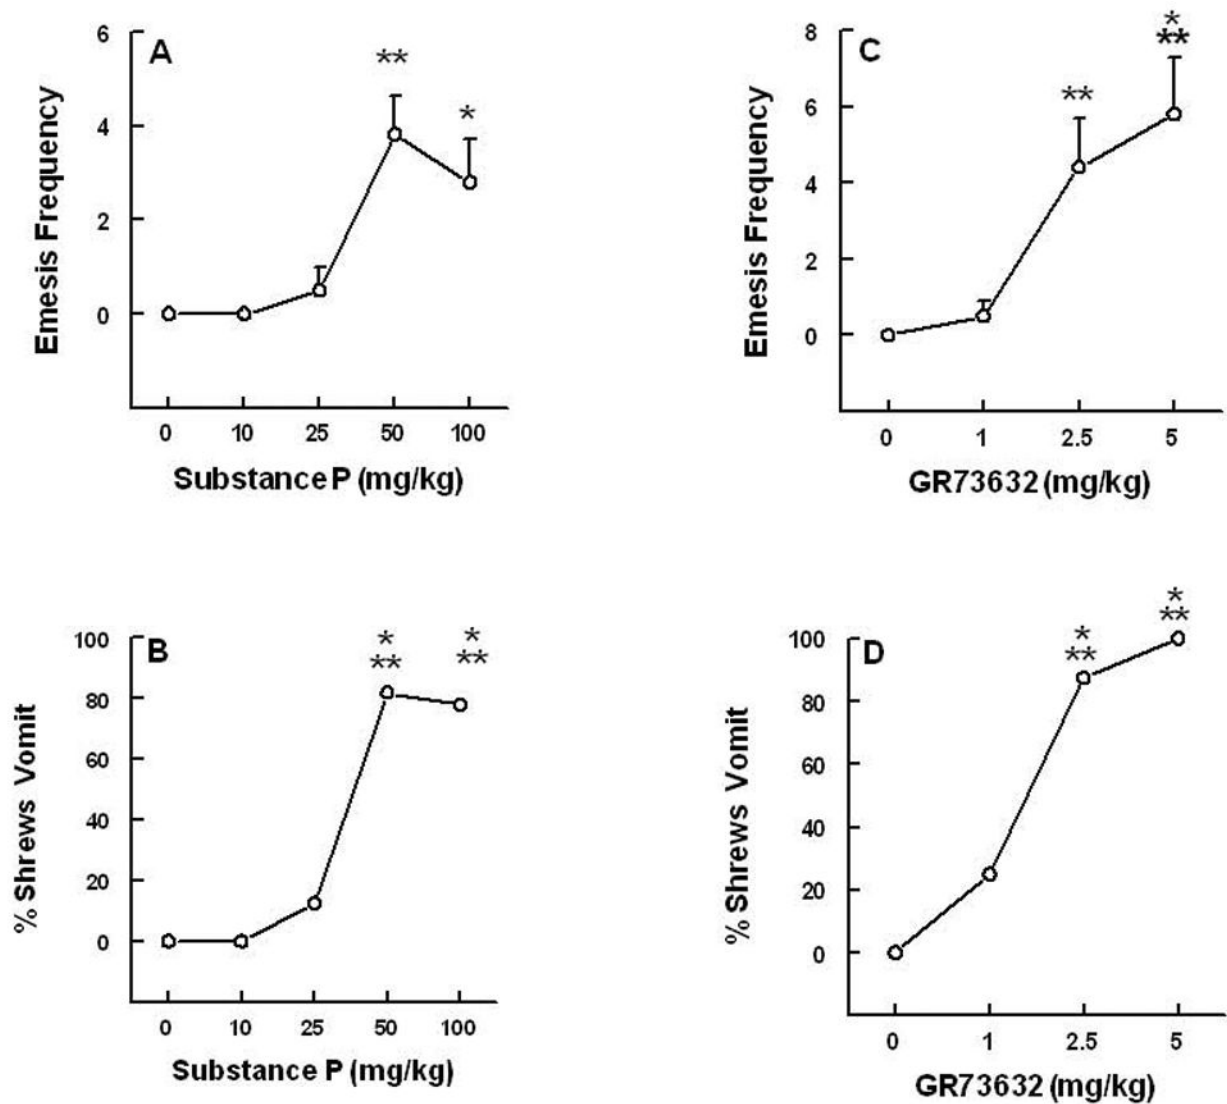 A
**
*
6
4
2
0
Emesis Frequency
0 10 25 50 100
Substance P (mg/kg)
C
*
**
**
8
6
4
2
0
Emesis Frequency
0 1 2.5 5
GR73632 (mg/kg)
B
*
**
*
**
100
80
60
40
20
0
% Shrews Vomit
0 10 25 50 100
Substance P (mg/kg)
D
*
**
*
**
100
80
60
40
20
0
% Shrews Vomit
0 1 2.5 5
GR73632 (mg/kg)